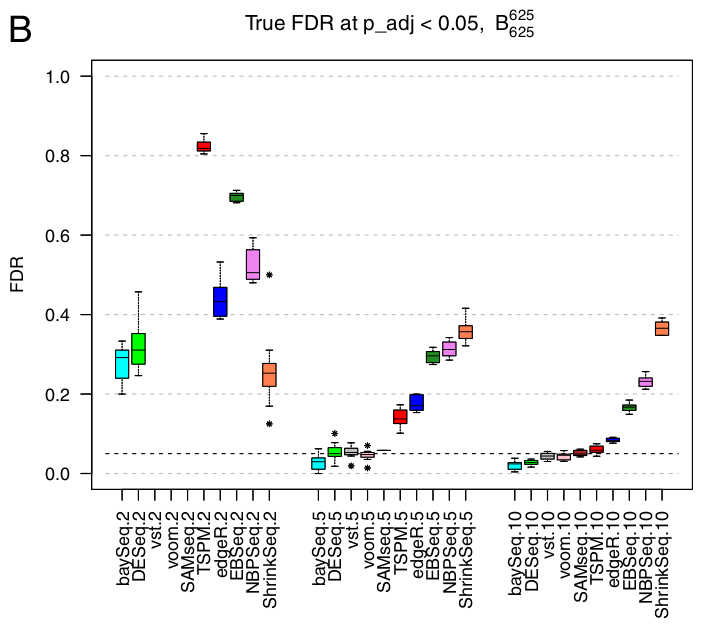 B
True FDR at p_adj < 0.05, B^625_625
1.0
0.8
0.6
0.4
0.2
0.0
FDR
baySeq.2
DESeq.2
vst.2
voom.2
SAMseq.2
TSPM.2
edgeR.2
EBSeq.2
NBPSeq.2
ShrinkSeq.2
baySeq.5
DESeq.5
vst.5
voom.5
SAMseq.5
TSPM.5
edgeR.5
EBSeq.5
NBPSeq.5
ShrinkSeq.5
baySeq.10
DESeq.10
vst.10
voom.10
SAMseq.10
TSPM.10
edgeR.10
EBSeq.10
NBPSeq.10
ShrinkSeq.10